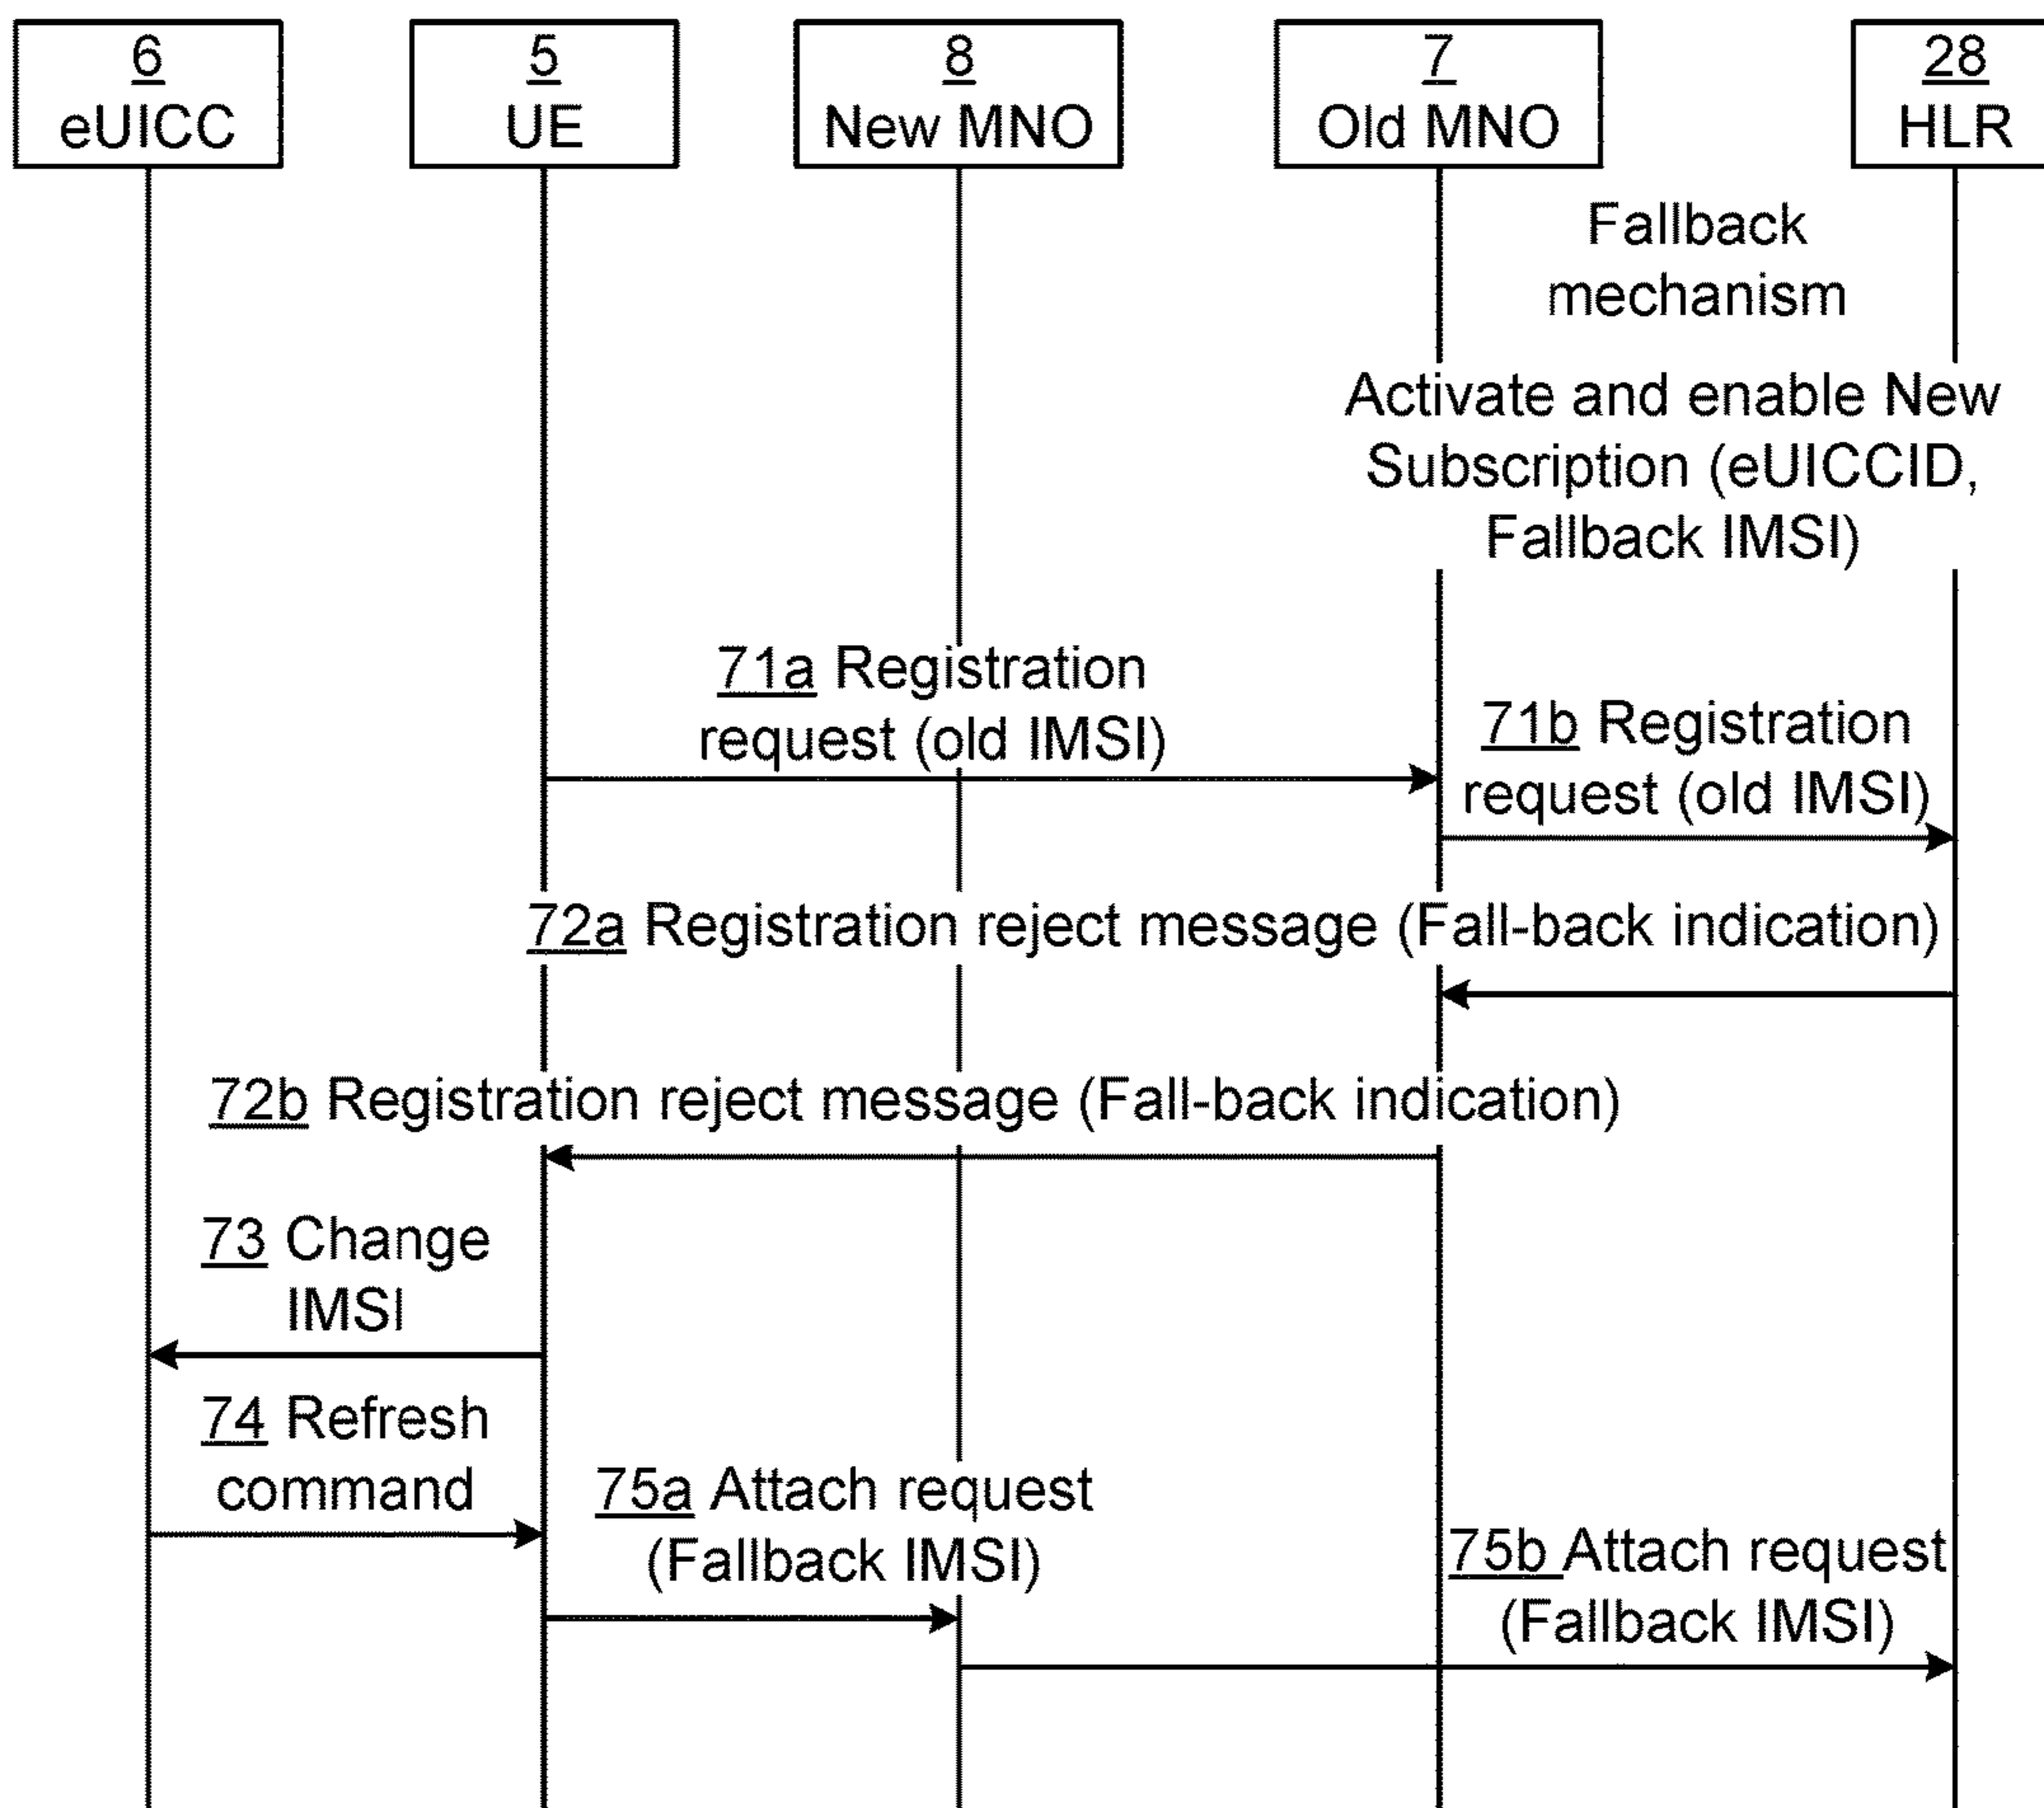 6
eUICC
5
UE
8
New MNO
7
Old MNO
28
HLR
Fallback
mechanism
Activate and enable New
Subscription (eUICCID,
Fallback IMSI)
71a Registration
request (old IMSI)
71b Registration
request (old IMSI)
72a Registration reject message (Fall-back indication)
72b Registration reject message (Fall-back indication)
73 Change
IMSI
74 Refresh
command
75a Attach request
(Fallback IMSI)
75b Attach request
(Fallback IMSI)